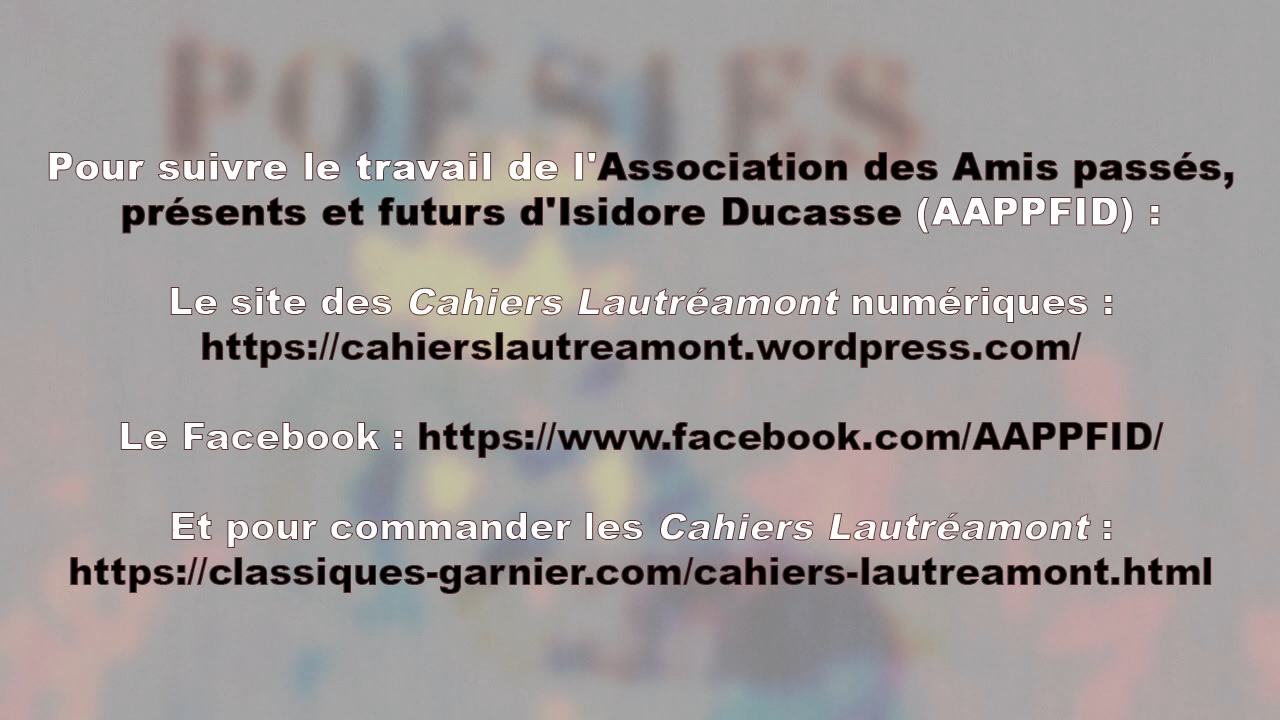 POÉSIES
Pour suivre le travail de l'Association des Amis passés,
présents et futurs d'Isidore Ducasse (AAPPFID) :
Le site des Cahiers Lautréamont numériques :
https://cahierslautreamont.wordpress.com/
Le Facebook : https://www.facebook.com/AAPPFID/
Et pour commander les Cahiers Lautréamont :
https://classiques-garnier.com/cahiers-lautreamont.html